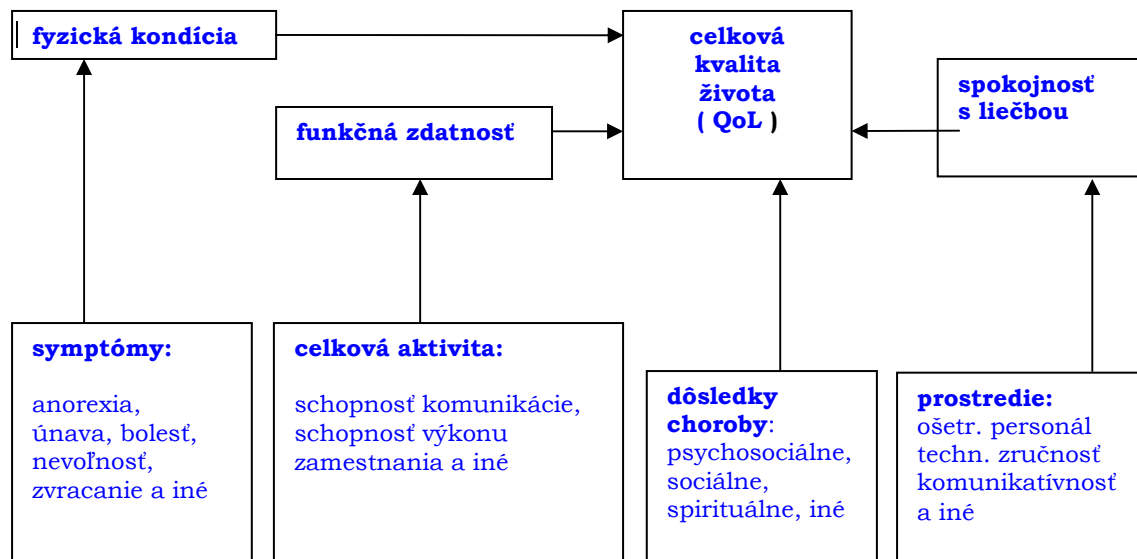 fyzická kondícia
celková
kvalita
života
( QoL )
spokojnosť
s liečbou
funkčná zdatnosť
symptómy:
anorexia,
únava, bolesť,
nevoľnosť,
zvracanie a iné
celková aktivita:
schopnosť komunikácie,
schopnosť výkonu
zamestnania a iné
dôsledky
choroby:
psychosociálne,
sociálne,
spirituálne, iné
prostredie:
ošetr. personál
techn. zručnosť
komunikatívnosť
a iné